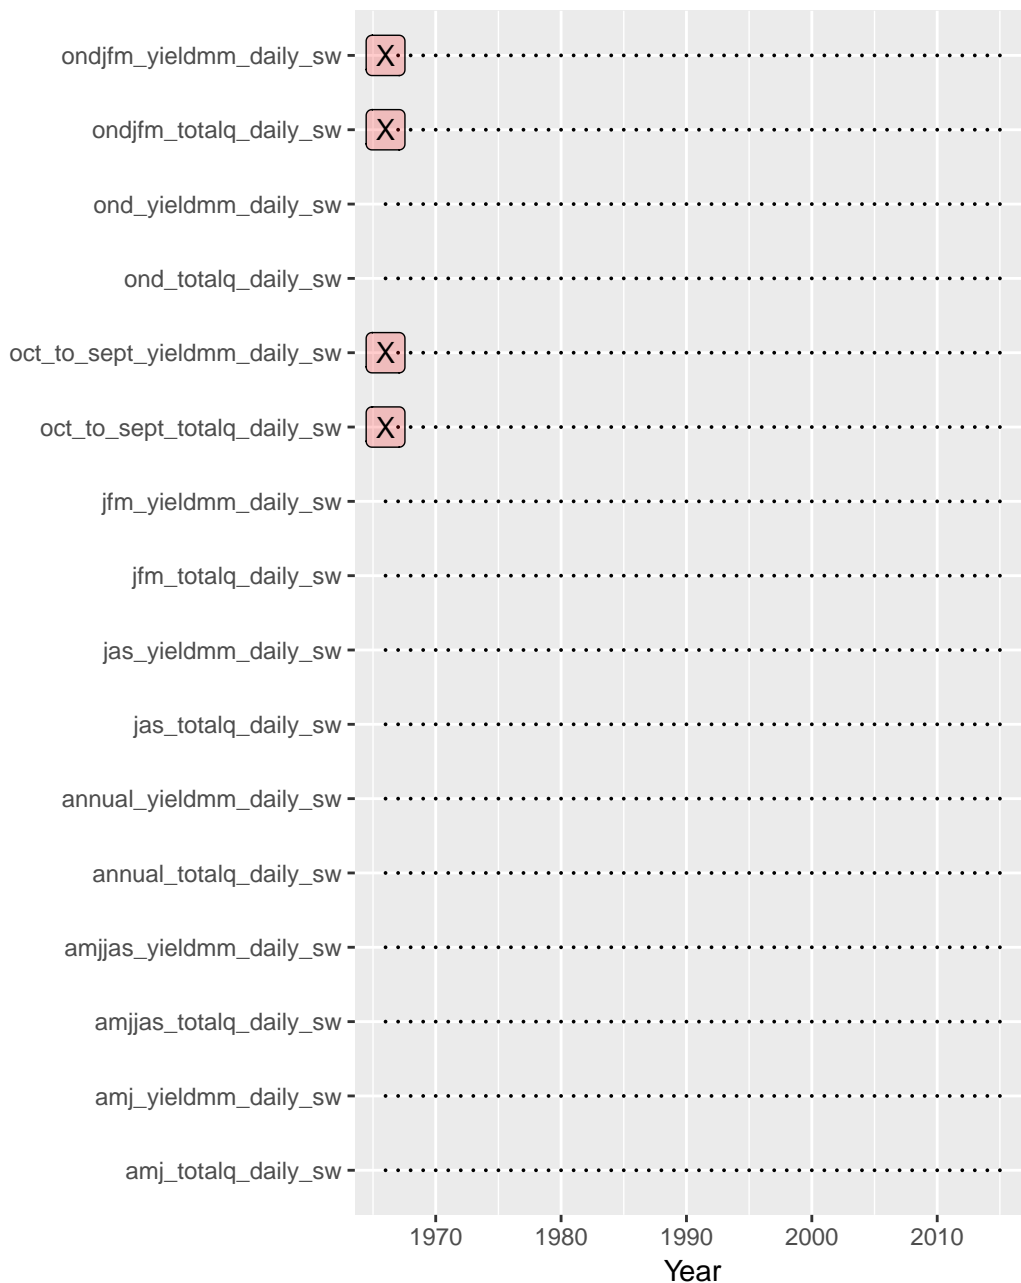 ondjfm_yieldmm_daily_sw X
ondjfm_totalq_daily_sw X
ond_yieldmm_daily_sw
ond_totalq_daily_sw
oct_to_sept_yieldmm_daily_sw X
oct_to_sept_totalq_daily_sw X
jfm_yieldmm_daily_sw
jfm_totalq_daily_sw
jas_yieldmm_daily_sw
jas_totalq_daily_sw
annual_yieldmm_daily_sw
annual_totalq_daily_sw
amjjas_yieldmm_daily_sw
amjjas_totalq_daily_sw
amj_yieldmm_daily_sw
amj_totalq_daily_sw
1970 1980 1990 2000 2010
Year